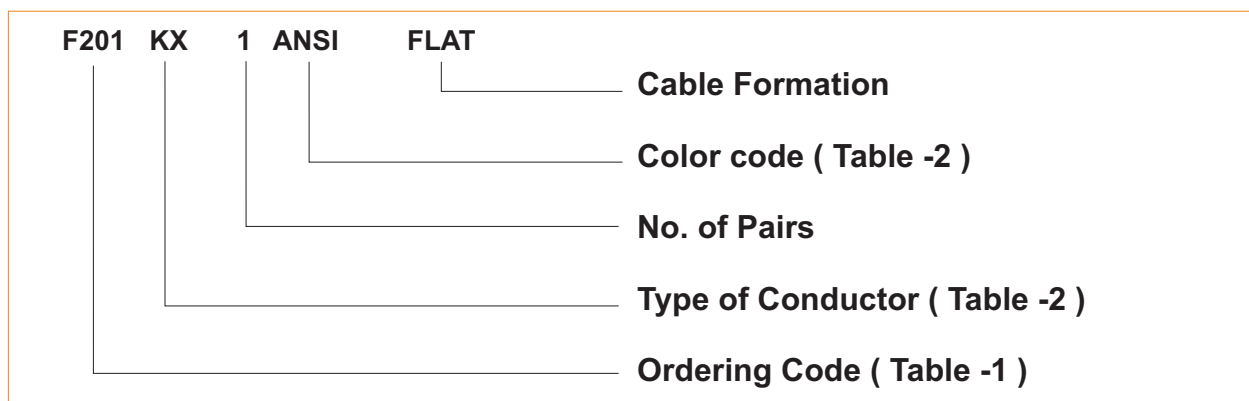 F201 KX 1 ANSI FLAT
Cable Formation
Color code ( Table -2 )
No. of Pairs
Type of Conductor ( Table -2 )
Ordering Code ( Table -1 )